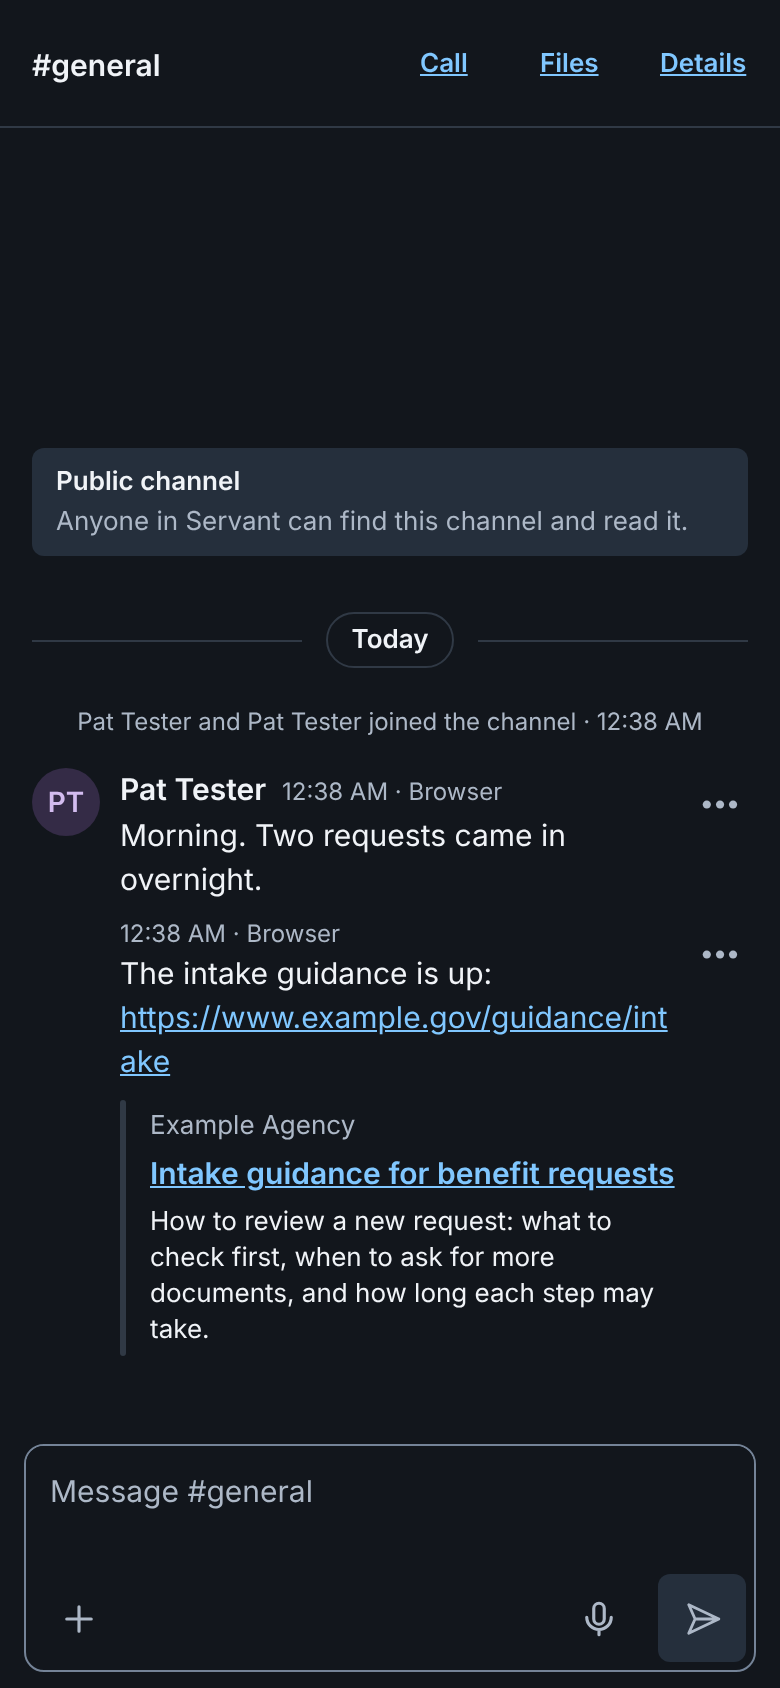 #general
Call
Files
Details
Public channel
Anyone in Servant can find this channel and read it.
Today
Pat Tester and Pat Tester joined the channel · 12:38 AM
PT
Pat Tester 12:38 AM · Browser
Morning. Two requests came in
overnight.
12:38 AM · Browser
The intake guidance is up:
https://www.example.gov/guidance/int
ake
Example Agency
Intake guidance for benefit requests
How to review a new request: what to
check first, when to ask for more
documents, and how long each step may
take.
Message #general